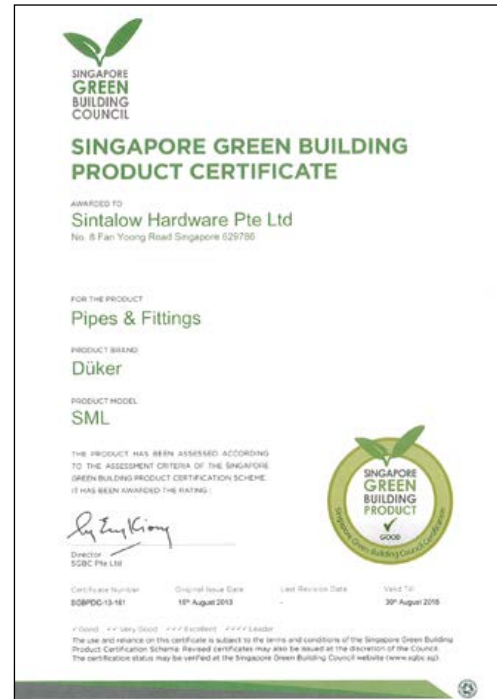 SINGAPORE
GREEN
BUILDING
COUNCIL
SINGAPORE GREEN BUILDING
PRODUCT CERTIFICATE
AWARDED TO
Sintalow Hardware Pte Ltd
No. 8 Fan Yoong Road Singapore 629786
FOR THE PRODUCT
Pipes & Fittings
PRODUCT BRAND
Düker
PRODUCT MODEL
SML
THE PRODUCT HAS BEEN ASSESSED ACCORDING
TO THE ASSESSMENT CRITERIA OF THE SINGAPORE
GREEN BUILDING PRODUCT CERTIFICATION SCHEME.
IT HAS BEEN AWARDED THE RATING :
SINGAPORE
GREEN
BUILDING
PRODUCT
✓
GOOD
Singapore Green Building Council Certification
Director
SGBC Pte Ltd
Certificate Number Original Issue Date Last Revision Date Valid Till
SGBPDC-13-161 August 2013 - August
✓ Good ✓✓ Very Good ✓✓✓ Excellent ✓✓✓✓ Leader
The use and reliance on this certificate is subject to the terms and conditions of the Singapore Green Building
Product Certification Scheme. Revised certificates may also be issued at the discretion of the Council.
The certification status may be verified at the Singapore Green Building Council website (www.sgbc.sg).